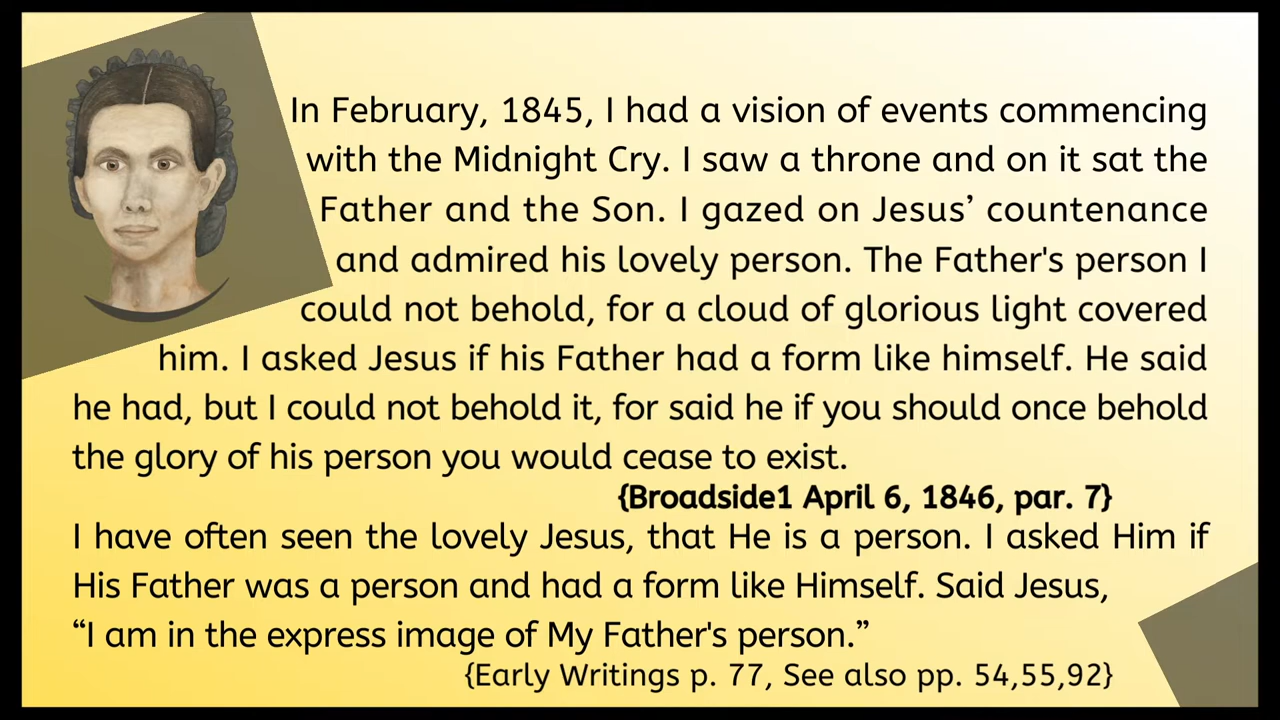 In February, 1845, I had a vision of events commencing
with the Midnight Cry. I saw a throne and on it sat the
Father and the Son. I gazed on Jesus’ countenance
and admired his lovely person. The Father's person I
could not behold, for a cloud of glorious light covered
him. I asked Jesus if his Father had a form like himself. He said
he had, but I could not behold it, for said he if you should once behold
the glory of his person you would cease to exist.
{Broadside1 April 6, 1846, par. 7}
I have often seen the lovely Jesus, that He is a person. I asked Him if
His Father was a person and had a form like Himself. Said Jesus,
“I am in the express image of My Father's person.”
{Early Writings p. 77, See also pp. 54,55,92}